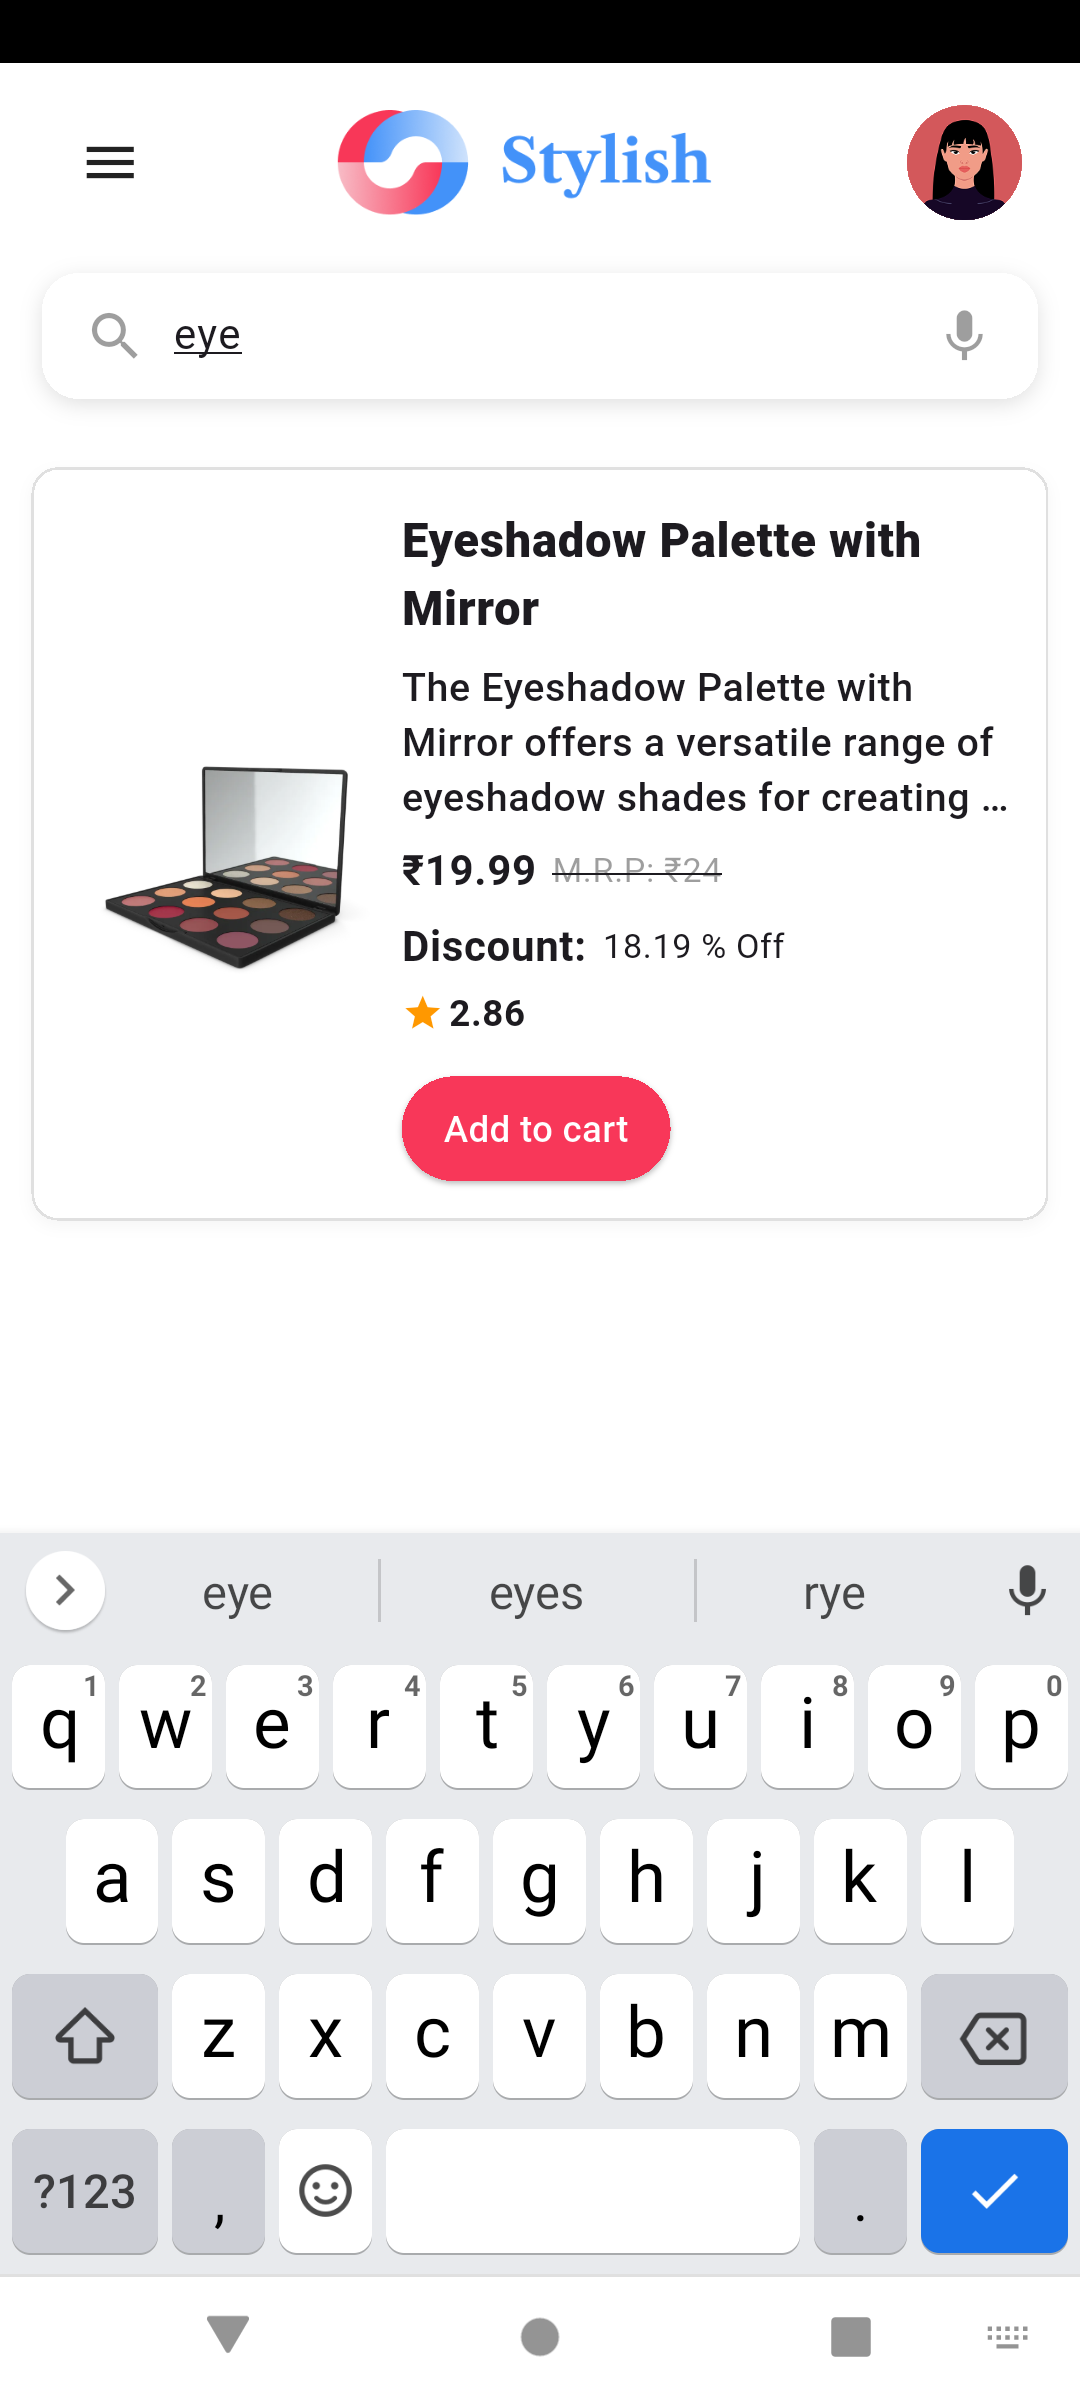 Stylish
eye
Eyeshadow Palette with
Mirror
The Eyeshadow Palette with
Mirror offers a versatile range of
eyeshadow shades for creating ...
₹19.99 M.R.P: ₹24
Discount: 18.19 % Off
2.86
Add to cart
eye eyes rye
1 2 3 4 5 6 7 8 9 0
q w e r t y u i o p
a s d f g h j k l
z x c v b n m
?123 , .